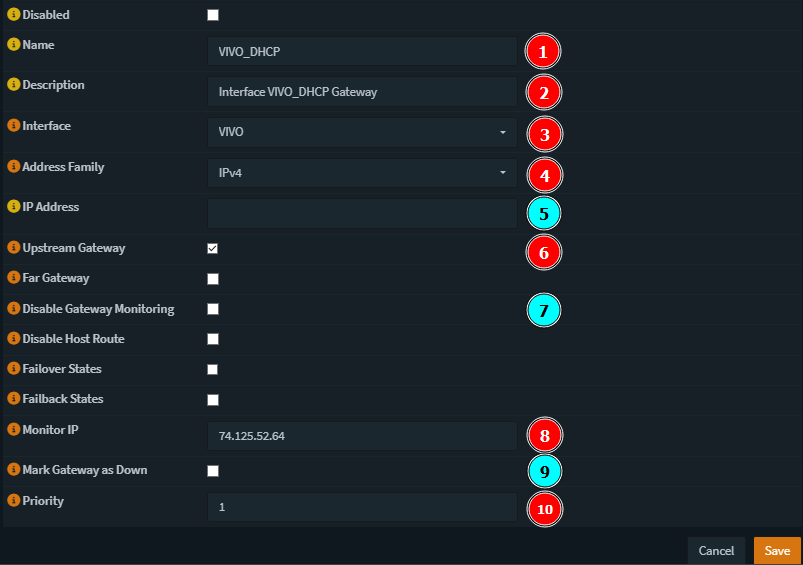 Disabled
Name VIVO_DHCP 1
Description Interface VIVO_DHCP Gateway 2
Interface VIVO 3
Address Family IPv4 4
IP Address 5
Upstream Gateway 6
Far Gateway
Disable Gateway Monitoring 7
Disable Host Route
Failover States
Failback States
Monitor IP 74.125.52.64 8
Mark Gateway as Down 9
Priority 1 10
Cancel Save